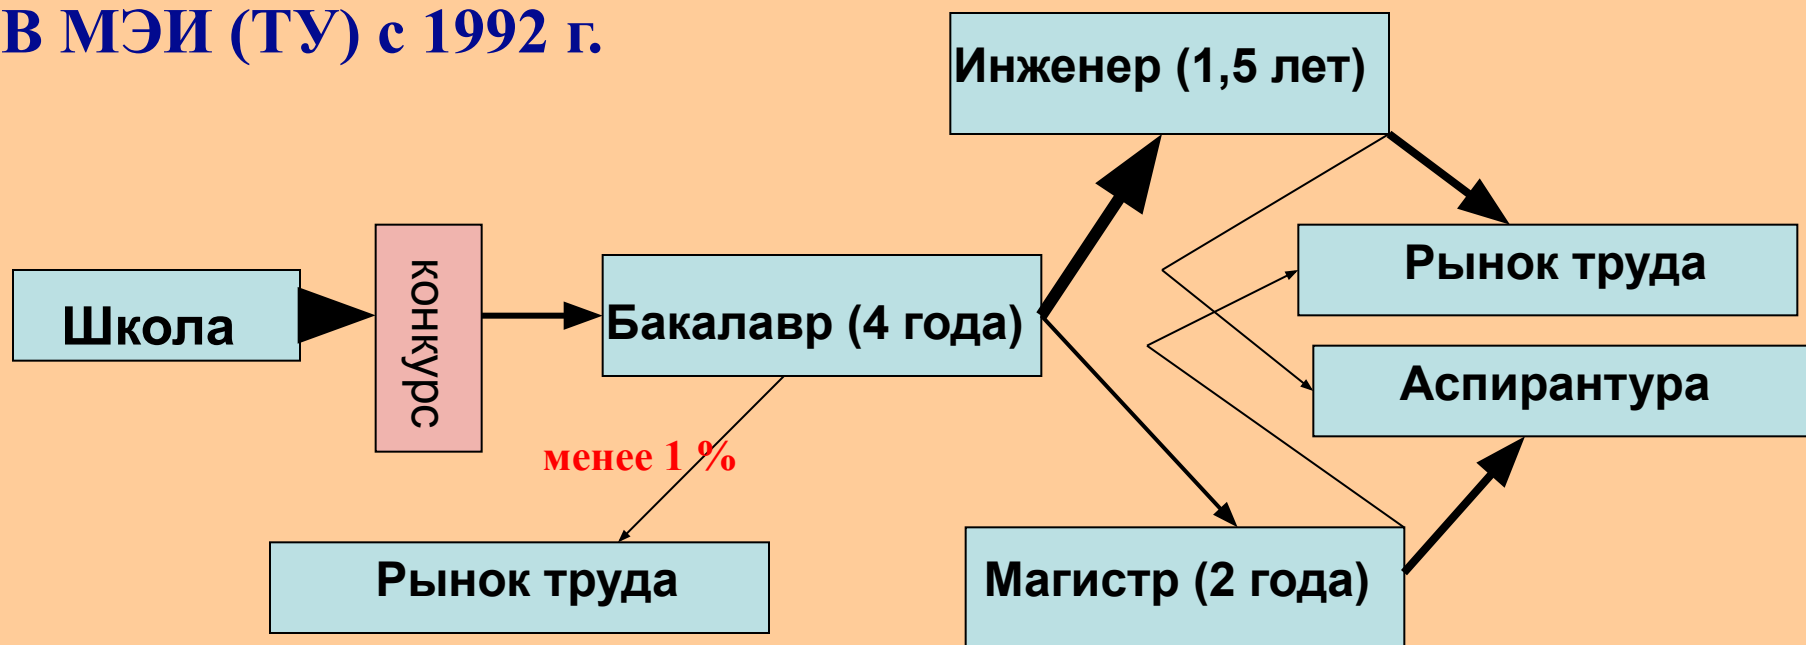 В МЭИ (ТУ) с 1992 г.
Инженер (1,5 лет)
Школа
конкурс
Бакалавр (4 года)
Рынок труда
Аспирантура
менее 1 %
Рынок труда
Магистр (2 года)